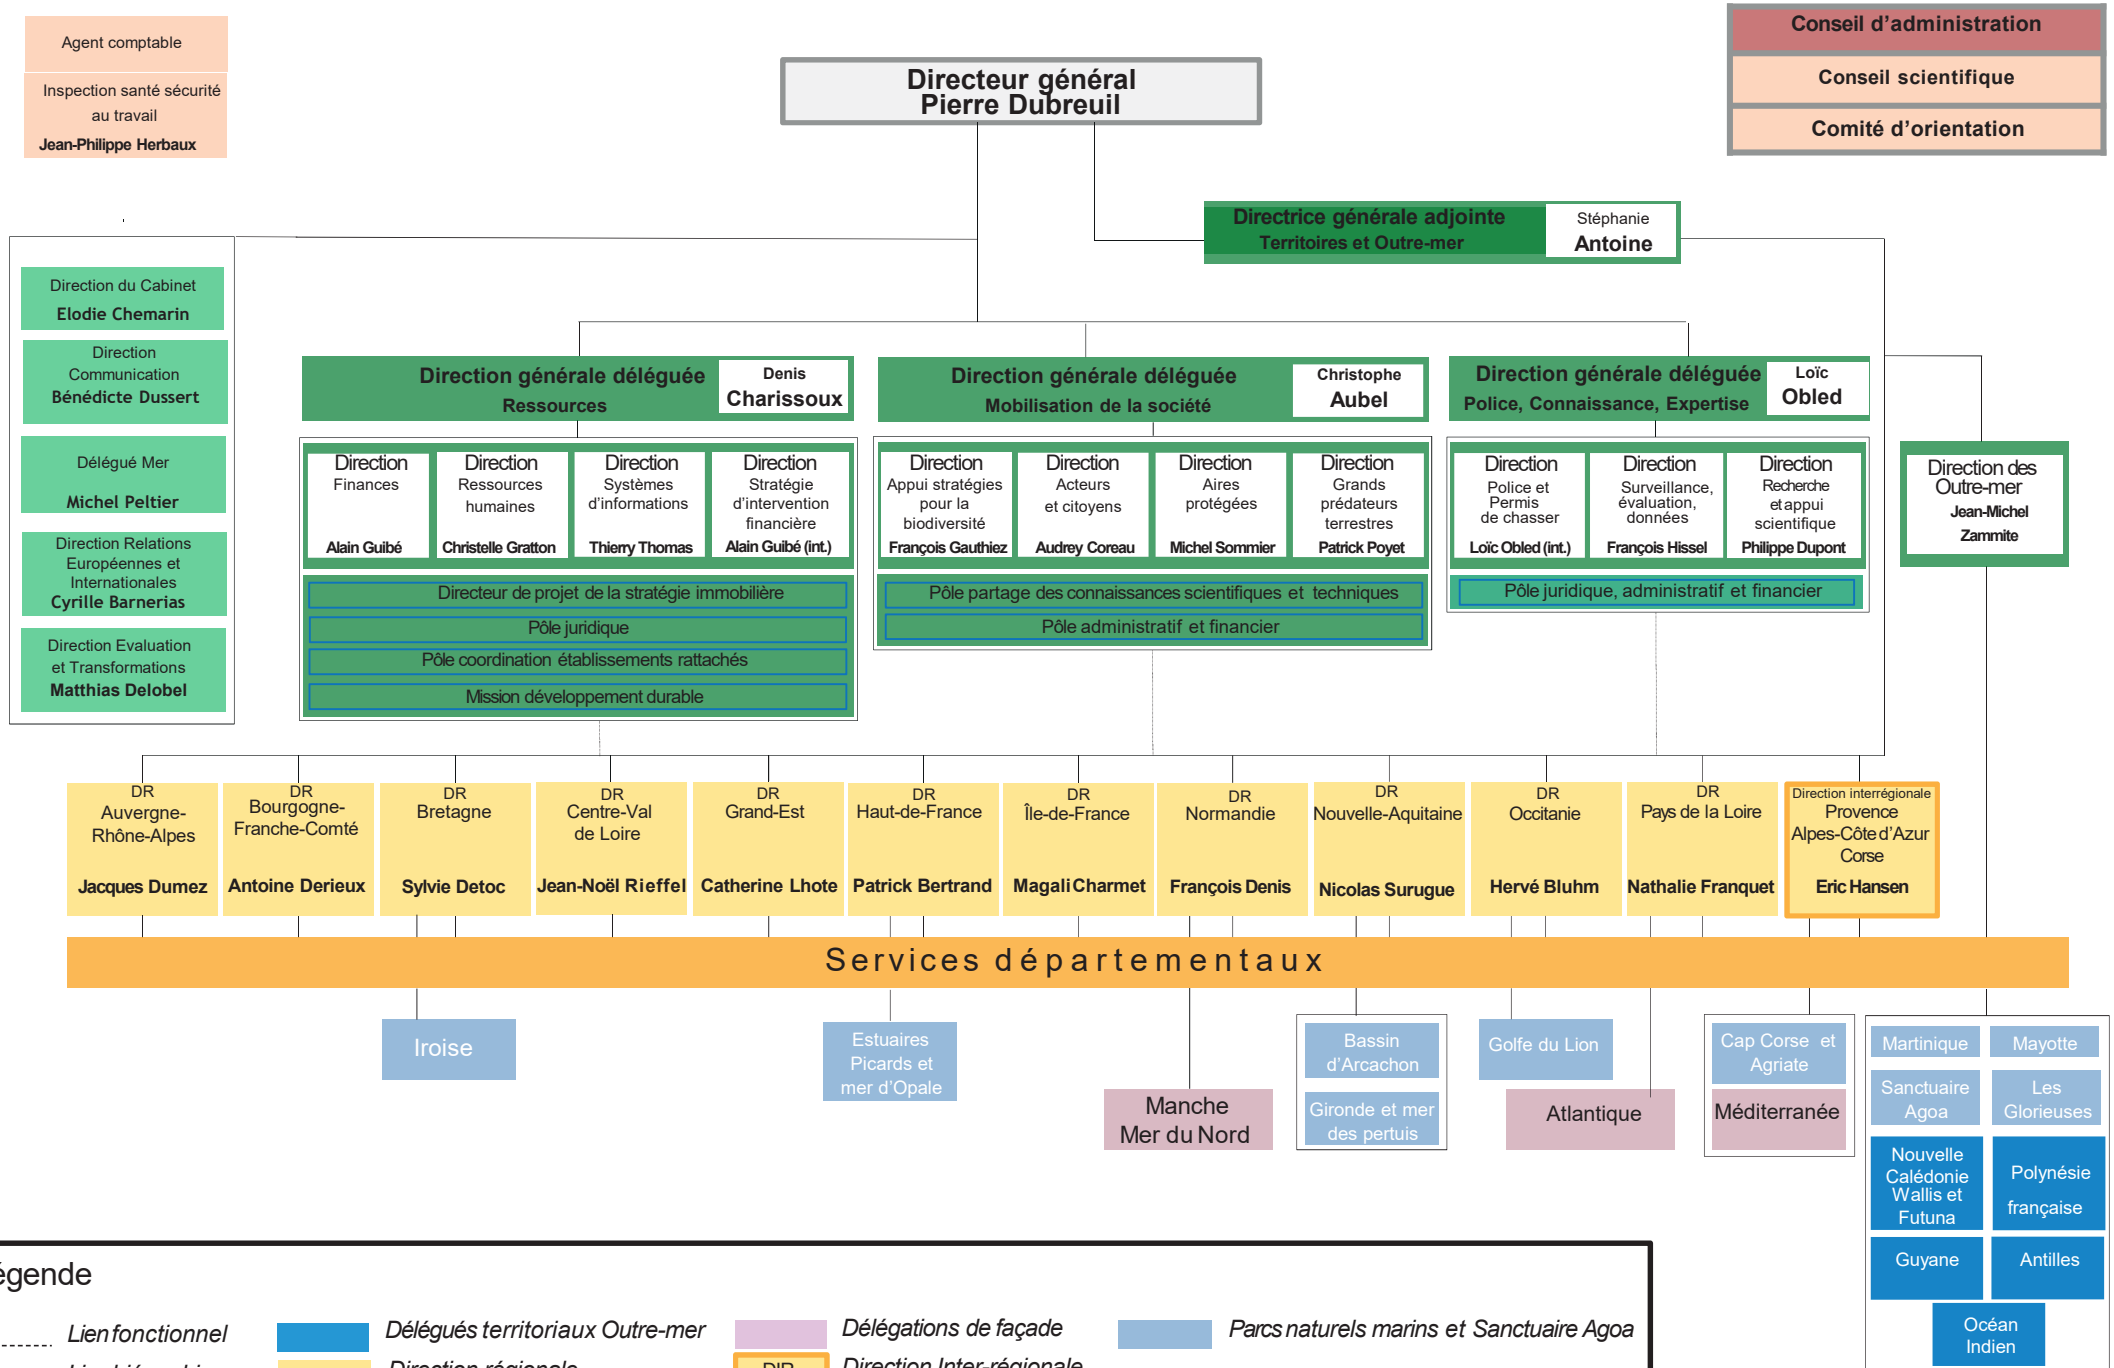 Agent comptable
Inspection santé sécurité
au travail
Jean-Philippe Herbaux
Directeur général
Pierre Dubreuil
Conseil d'administration
Conseil scientifique
Comité d'orientation
Directrice générale adjointe
Territoires et Outre-mer
Stéphanie
Antoine
Direction du Cabinet
Elodie Chemarin
Direction
Communication
Bénédicte Dussert
Délégué Mer
Michel Peltier
Direction Relations
Européennes et
Internationales
Cyrille Barnerias
Direction Evaluation
et Transformations
Matthias Delobel
Direction générale déléguée
Ressources
Denis
Charissoux
Direction
Finances
Alain Guibé
Direction
Ressources
humaines
Christelle Gratton
Direction
Systèmes
d'informations
Thierry Thomas
Direction
Stratégie
d'intervention
financière
Alain Guibé (int.)
Directeur de projet de la stratégie immobilière
Pôle juridique
Pôle coordination établissements rattachés
Mission développement durable
Direction générale déléguée
Mobilisation de la société
Christophe
Aubel
Direction
Appui stratégies
pour la
biodiversité
François Gauthiez
Direction
Acteurs
et citoyens
Audrey Coreau
Direction
Aires
protégées
Michel Sommier
Direction
Grands
prédateurs
terrestres
Patrick Poyet
Pôle partage des connaissances scientifiques et techniques
Pôle administratif et financier
Direction générale déléguée
Police, Connaissance, Expertise
Loïc
Obled
Direction
Police et
Permis
de chasser
Loïc Obled (int.)
Direction
Surveillance,
évaluation,
données
François Hissel
Direction
Recherche
et appui
scientifique
Philippe Dupont
Pôle juridique, administratif et financier
Direction des
Outre-mer
Jean-Michel
Zammite
DR
Auvergne-
Rhône-Alpes
Jacques Dumez
DR
Bourgogne-
Franche-Comté
Antoine Derieux
DR
Bretagne
Sylvie Detoc
DR
Centre-Val
de Loire
Jean-Noël Rieffel
DR
Grand-Est
Catherine Lhote
DR
Haut-de-France
Patrick Bertrand
DR
Île-de-France
Magali Charmet
DR
Normandie
François Denis
DR
Nouvelle-Aquitaine
Nicolas Surugue
DR
Occitanie
Hervé Bluhm
DR
Pays de la Loire
Nathalie Franquet
Direction interrégionale
Provence
Alpes-Côte d'Azur
Corse
Eric Hansen
Services départementaux
Iroise
Estuaires
Picards et
mer d'Opale
Manche
Mer du Nord
Bassin
d'Arcachon
Gironde et mer
des pertuis
Golfe du Lion
Atlantique
Cap Corse et
Agriate
Méditerranée
Martinique
Mayotte
Sanctuaire
Agoa
Les
Glorieuses
Nouvelle
Calédonie
Wallis et
Futuna
Polynésie
française
Guyane
Antilles
Océan
Indien
égende
Lien fonctionnel
Délégués territoriaux Outre-mer
Délégations de façade
Parcs naturels marins et Sanctuaire Agoa
Direction régionale
DIR
Direction Inter-régionale